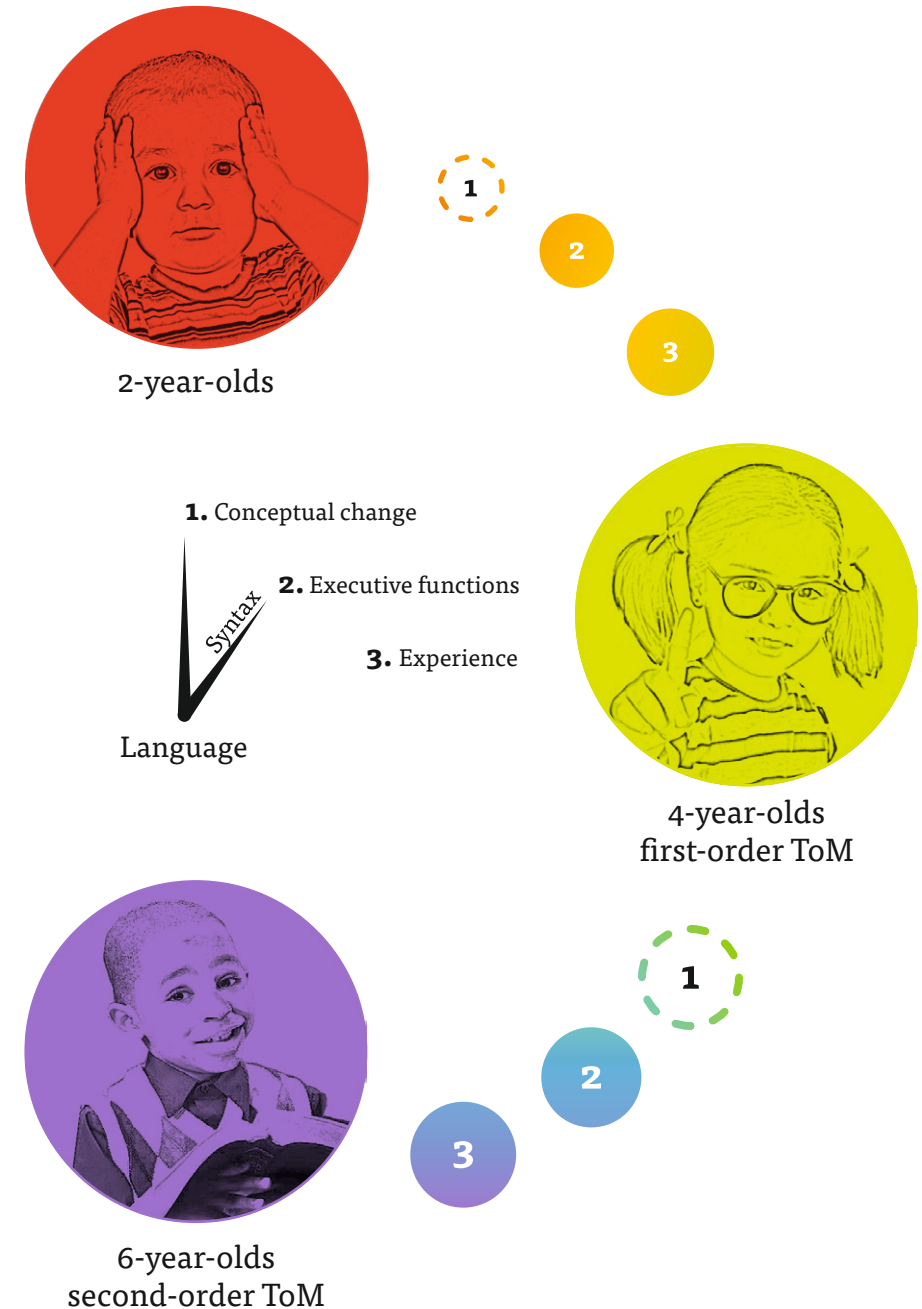 1
2
3
2-year-olds
1. Conceptual change
2. Executive functions
Syntax
3. Experience
Language
4-year-olds
first-order ToM
1
2
3
6-year-olds
second-order ToM